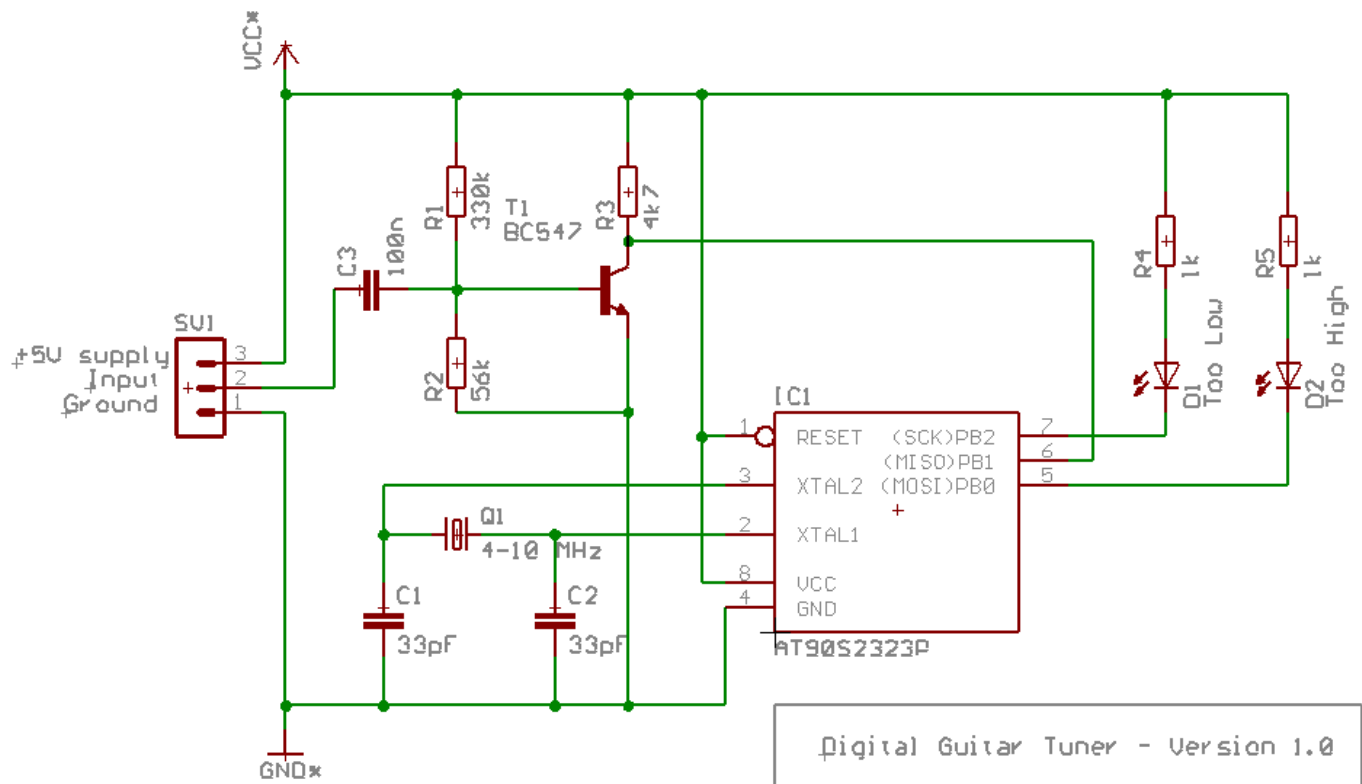 VCC*
R1
330k
T1
BC547
R3
4k7
C3
100n
R4
1k
R5
1k
SV1
+5V supply
3
Input
2
Ground
1
R2
56k
D1
Too Low
D2
Too High
IC1
1
RESET
(SCK)PB2
7
(MISO)PB1
6
3
XTAL2
(MOSI)PB0
5
Q1
4-10 MHz
2
XTAL1
8
VCC
4
GND
C1
33pF
C2
33pF
AT90S2323P
Digital Guitar Tuner - Version 1.0
GND*